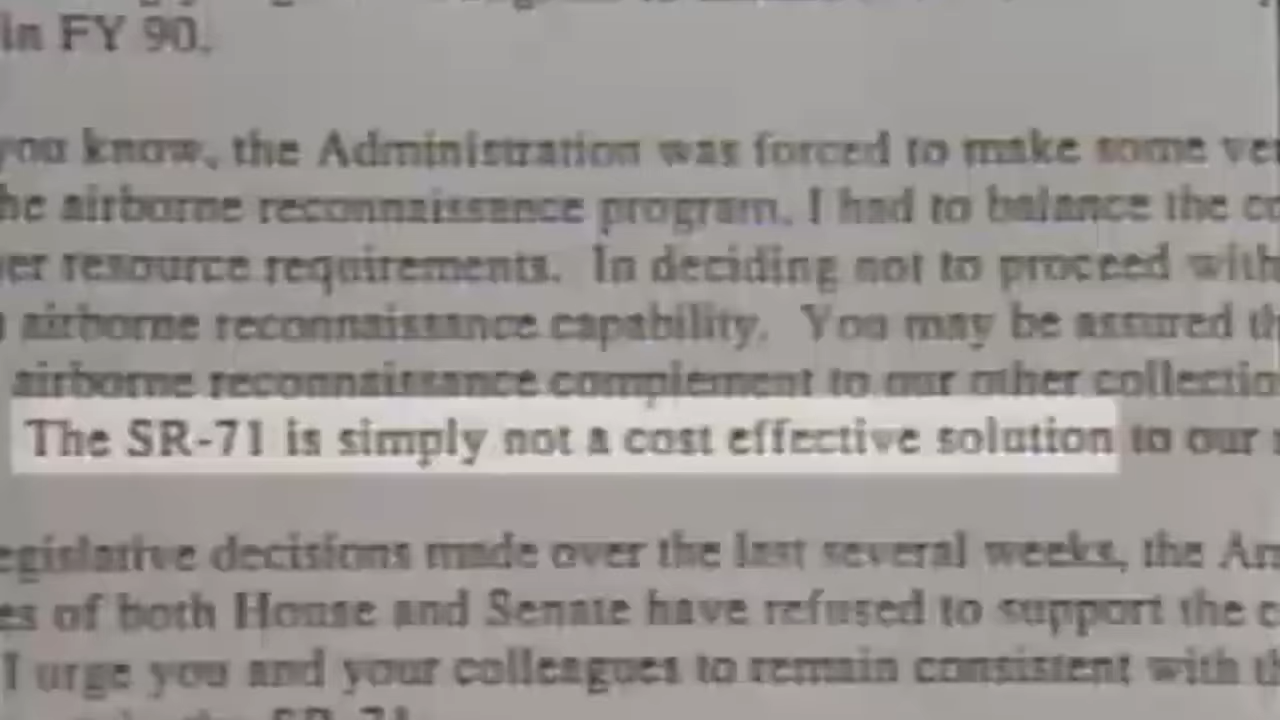 in FY 90.
you know, the Administration was forced to make some ve
he airborne reconnaissance program. I had to balance the co
er resource requirements. In deciding not to proceed with
airborne reconnaissance capability. You may be assured th
airborne reconnaissance complement to our other collectio
The SR-71 is simply not a cost effective solution to our
egislative decisions made over the last several weeks, the Ar
es of both House and Senate have refused to support the c
I urge you and your colleagues to remain consistent with th
SR-71